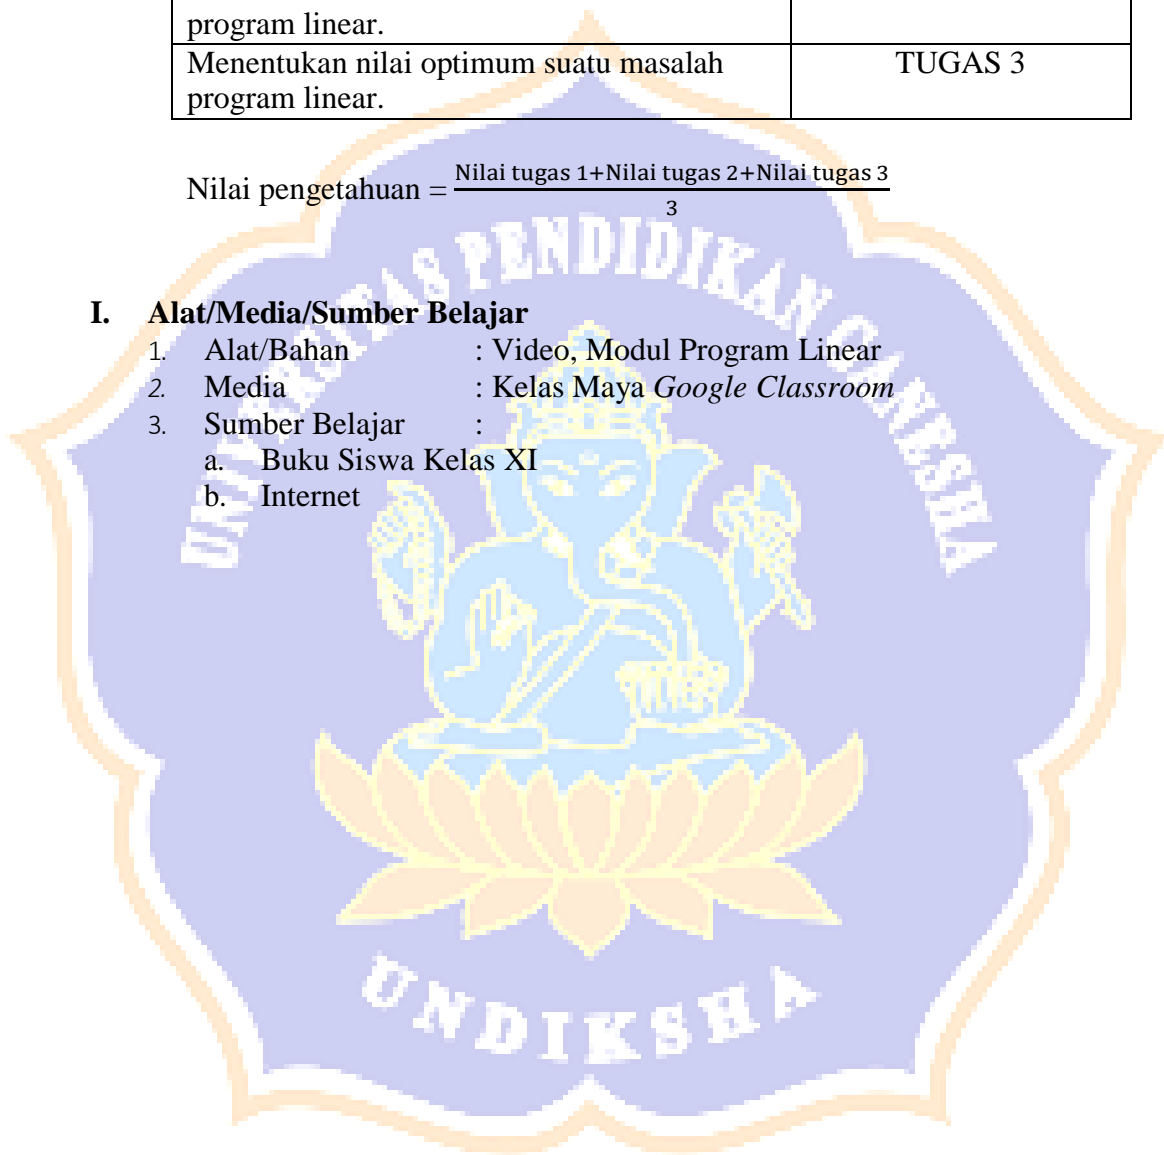 program linear.
Menentukan nilai optimum suatu masalah TUGAS 3
program linear.
Nilai pengetahuan = Nilai tugas 1+Nilai tugas 2+Nilai tugas 3
3
UNIVERSITAS PENDIDIKAN GANESHA
I. Alat/Media/Sumber Belajar
1. Alat/Bahan : Video, Modul Program Linear
2. Media : Kelas Maya Google Classroom
3. Sumber Belajar :
a. Buku Siswa Kelas XI
b. Internet
UNDIKSHA